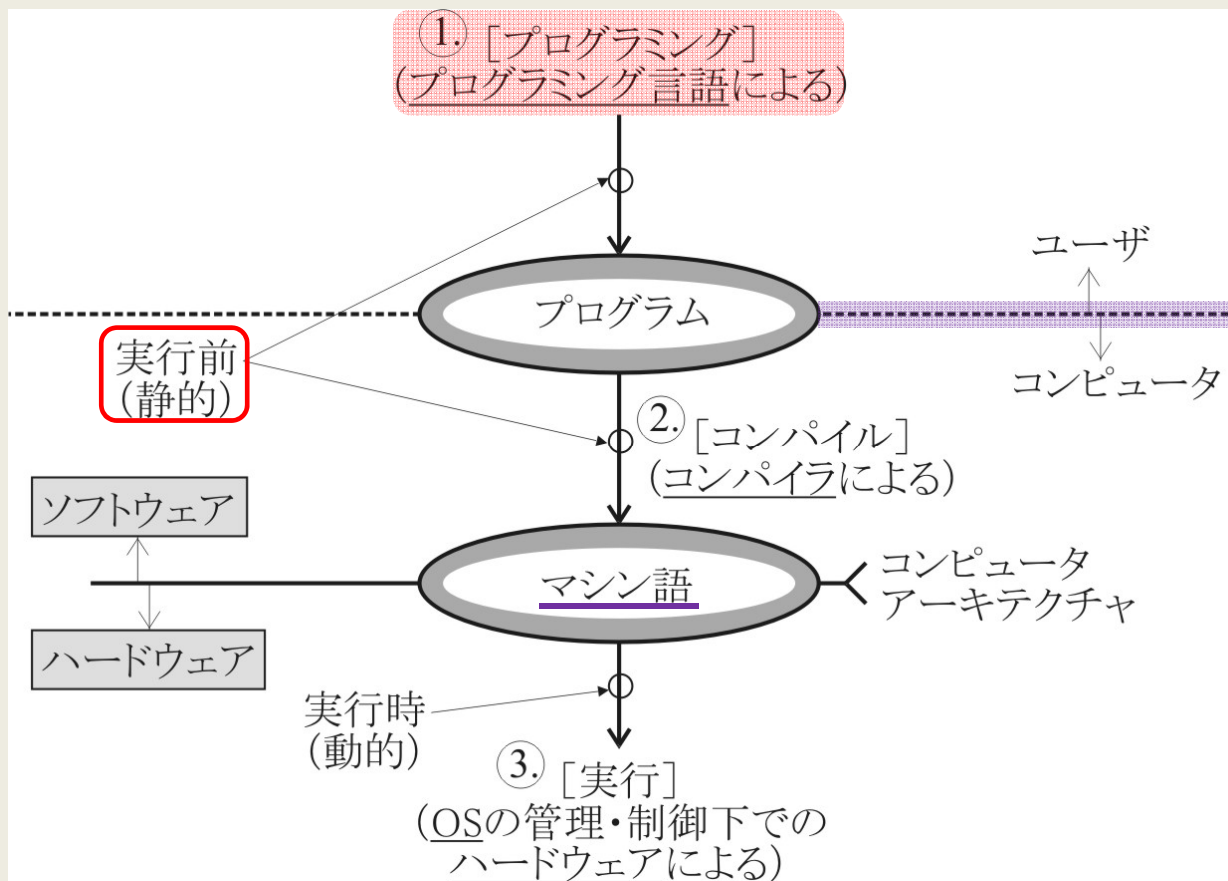 ①. [プログラミング]
(プログラミング言語による)
ユーザ
プログラム
実行前
(静的)
コンピュータ
②. [コンパイル]
(コンパイラによる)
ソフトウェア
マシン語
コンピュータ
アーキテクチャ
ハードウェア
実行時
(動的)
③. [実行]
(OSの管理・制御下での
ハードウェアによる)